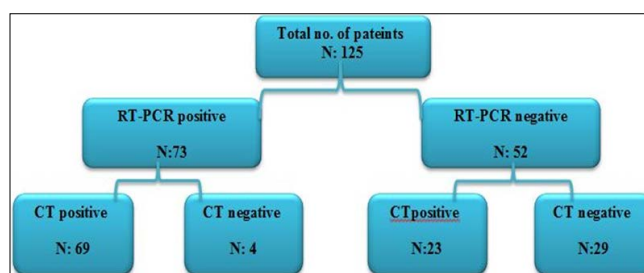 Total no. of pateints
N: 125
RT-PCR positive
N:73
RT-PCR negative
N: 52
CT positive
N: 69
CT negative
N: 4
CTpositive
N:23
CT negative
N:29